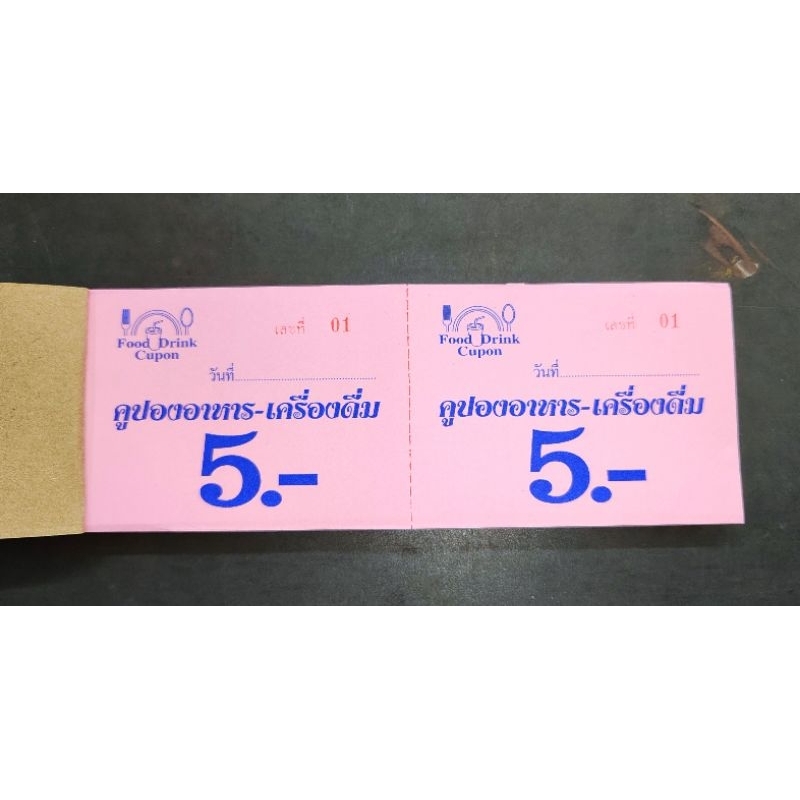 Food Drink
Cupon
เลขที่ 01
วันที่
คูปองอาหาร-เครื่องดื่ม
5.-
Food Drink
Cupon
เลขที่ 01
วันที่
คูปองอาหาร-เครื่องดื่ม
5.-